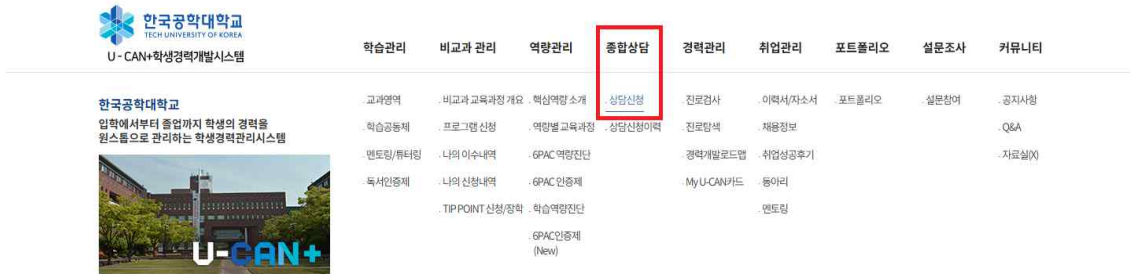 한국공학대학교
TECH UNIVERSITY OF KOREA
U - CAN+학생경력개발시스템
학습관리 비교과 관리 역량관리 종합상담 경력관리 취업관리 포트폴리오 설문조사 커뮤니티
한국공학대학교
입학에서부터 졸업까지 학생의 경력을
원스톱으로 관리하는 학생경력관리시스템
U-CAN+
. 교과영역
. 학습공동체
. 멘토링/튜터링
. 독서인증제
. 비교과 교육과정 개요
. 프로그램 신청
. 나의 이수내역
. 나의 신청내역
. TIP POINT 신청/장학
. 핵심역량 소개
. 역량별 교육과정
. 6PAC 역량진단
. 6PAC 인증제
. 학습역량진단
. 6PAC인증제
(New)
. 상담신청
. 상담신청이력
. 진로검사
. 진로탐색
. 경력개발로드맵
. My U-CAN카드
. 이력서/자소서
. 채용정보
. 취업성공후기
. 동아리
. 멘토링
. 포트폴리오
. 설문참여
. 공지사항
. Q&A
. 자료실(X)